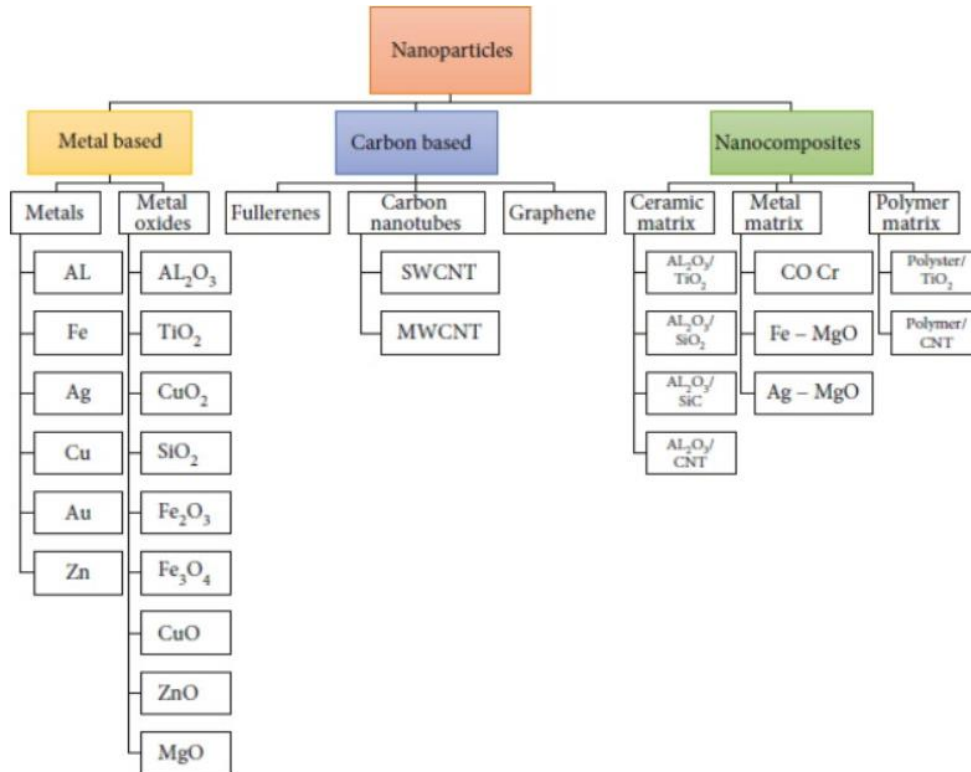 Nanoparticles
Metal based
Carbon based
Nanocomposites
Metals
Metal
oxides
Fullerenes
Carbon
nanotubes
Graphene
Ceramic
matrix
Metal
matrix
Polymer
matrix
AL
Fe
Ag
Cu
Au
Zn
AL₂O₃
TiO₂
CuO₂
SiO₂
Fe₂O₃
Fe₃O₄
CuO
ZnO
MgO
SWCNT
MWCNT
AL₂O₃/
TiO₂
AL₂O₃/
SiO₂
AL₂O₃/
SiC
AL₂O₃/
CNT
CO Cr
Fe – MgO
Ag – MgO
Polyster/
TiO₂
Polymer/
CNT